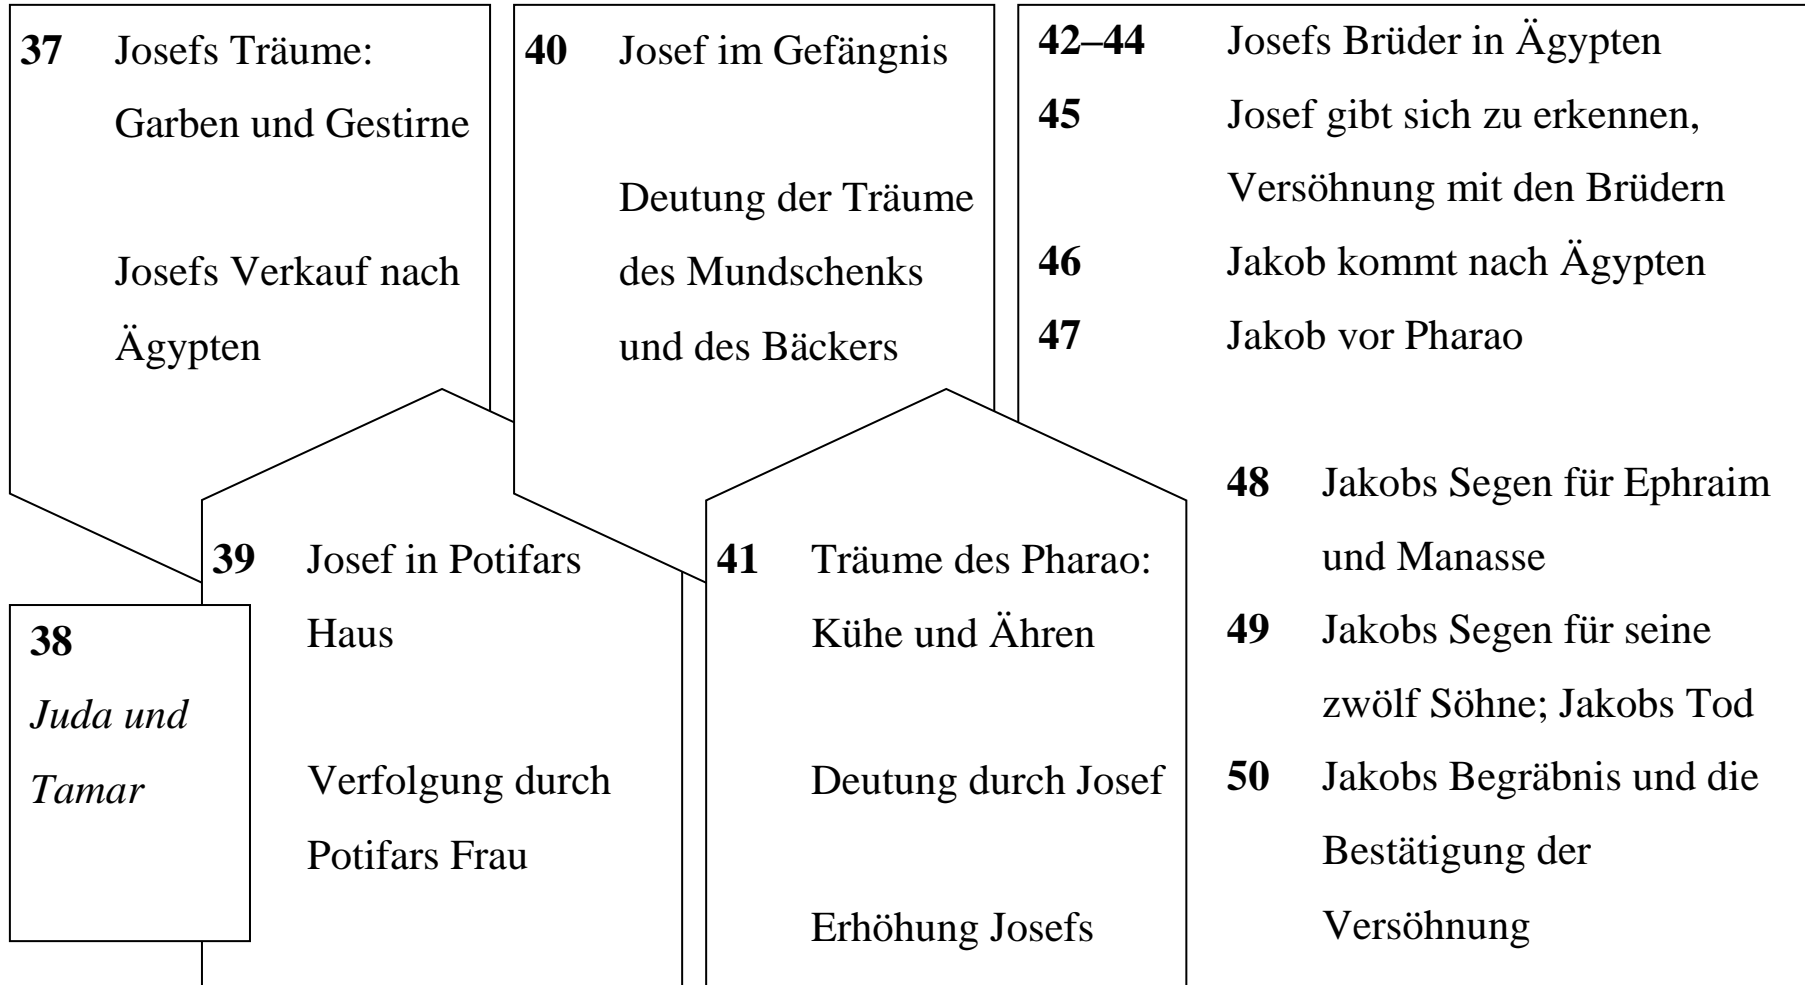 37 Josefs Träume:
Garben und Gestirne
Josefs Verkauf nach
Ägypten
38
Juda und
Tamar
39 Josef in Potifars
Haus
Verfolgung durch
Potifars Frau
40 Josef im Gefängnis
Deutung der Träume
des Mundschenks
und des Bäckers
41 Träume des Pharao:
Kühe und Ähren
Deutung durch Josef
Erhöhung Josefs
42–44 Josefs Brüder in Ägypten
45 Josef gibt sich zu erkennen,
Versöhnung mit den Brüdern
46 Jakob kommt nach Ägypten
47 Jakob vor Pharao
48 Jakobs Segen für Ephraim
und Manasse
49 Jakobs Segen für seine
zwölf Söhne; Jakobs Tod
50 Jakobs Begräbnis und die
Bestätigung der
Versöhnung